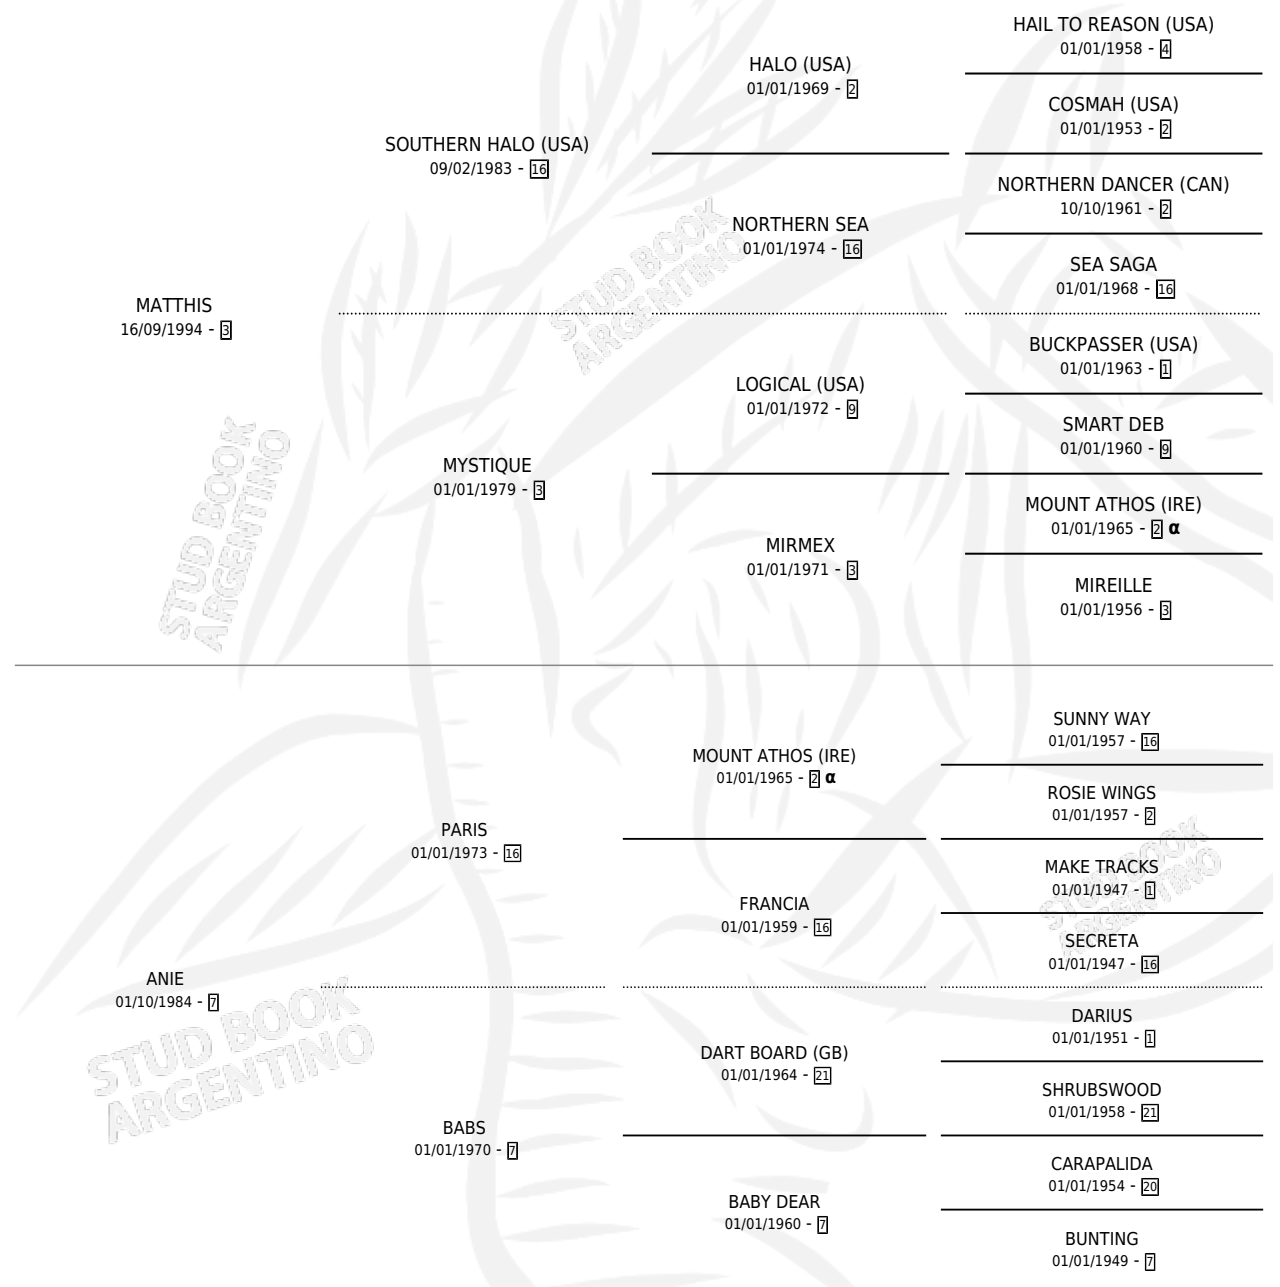 HAIL TO REASON (USA)
01/01/1958 - 4
HALO (USA)
01/01/1969 - 2
COSMAH (USA)
01/01/1953 - 2
SOUTHERN HALO (USA)
09/02/1983 - 16
NORTHERN DANCER (CAN)
10/10/1961 - 2
NORTHERN SEA
01/01/1974 - 16
SEA SAGA
01/01/1968 - 16
MATTHIS
16/09/1994 - 3
BUCKPASSER (USA)
01/01/1963 - 1
LOGICAL (USA)
01/01/1972 - 9
SMART DEB
01/01/1960 - 9
MYSTIQUE
01/01/1979 - 3
MOUNT ATHOS (IRE)
01/01/1965 - 2 α
MIRMEX
01/01/1971 - 3
MIREILLE
01/01/1956 - 3
SUNNY WAY
01/01/1957 - 16
MOUNT ATHOS (IRE)
01/01/1965 - 2 α
ROSIE WINGS
01/01/1957 - 2
PARIS
01/01/1973 - 16
MAKE TRACKS
01/01/1947 - 1
FRANCIA
01/01/1959 - 16
SECRETA
01/01/1947 - 16
ANIE
01/10/1984 - 7
DARIUS
01/01/1951 - 1
DART BOARD (GB)
01/01/1964 - 21
SHRUBSWOOD
01/01/1958 - 21
BABS
01/01/1970 - 7
CARAPALIDA
01/01/1954 - 20
BABY DEAR
01/01/1960 - 7
BUNTING
01/01/1949 - 7
STUD BOOK
ARGENTINO
STUD BOOK
ARGENTINO
STUD BOOK
ARGENTINO
STUD BOOK
ARGENTINO